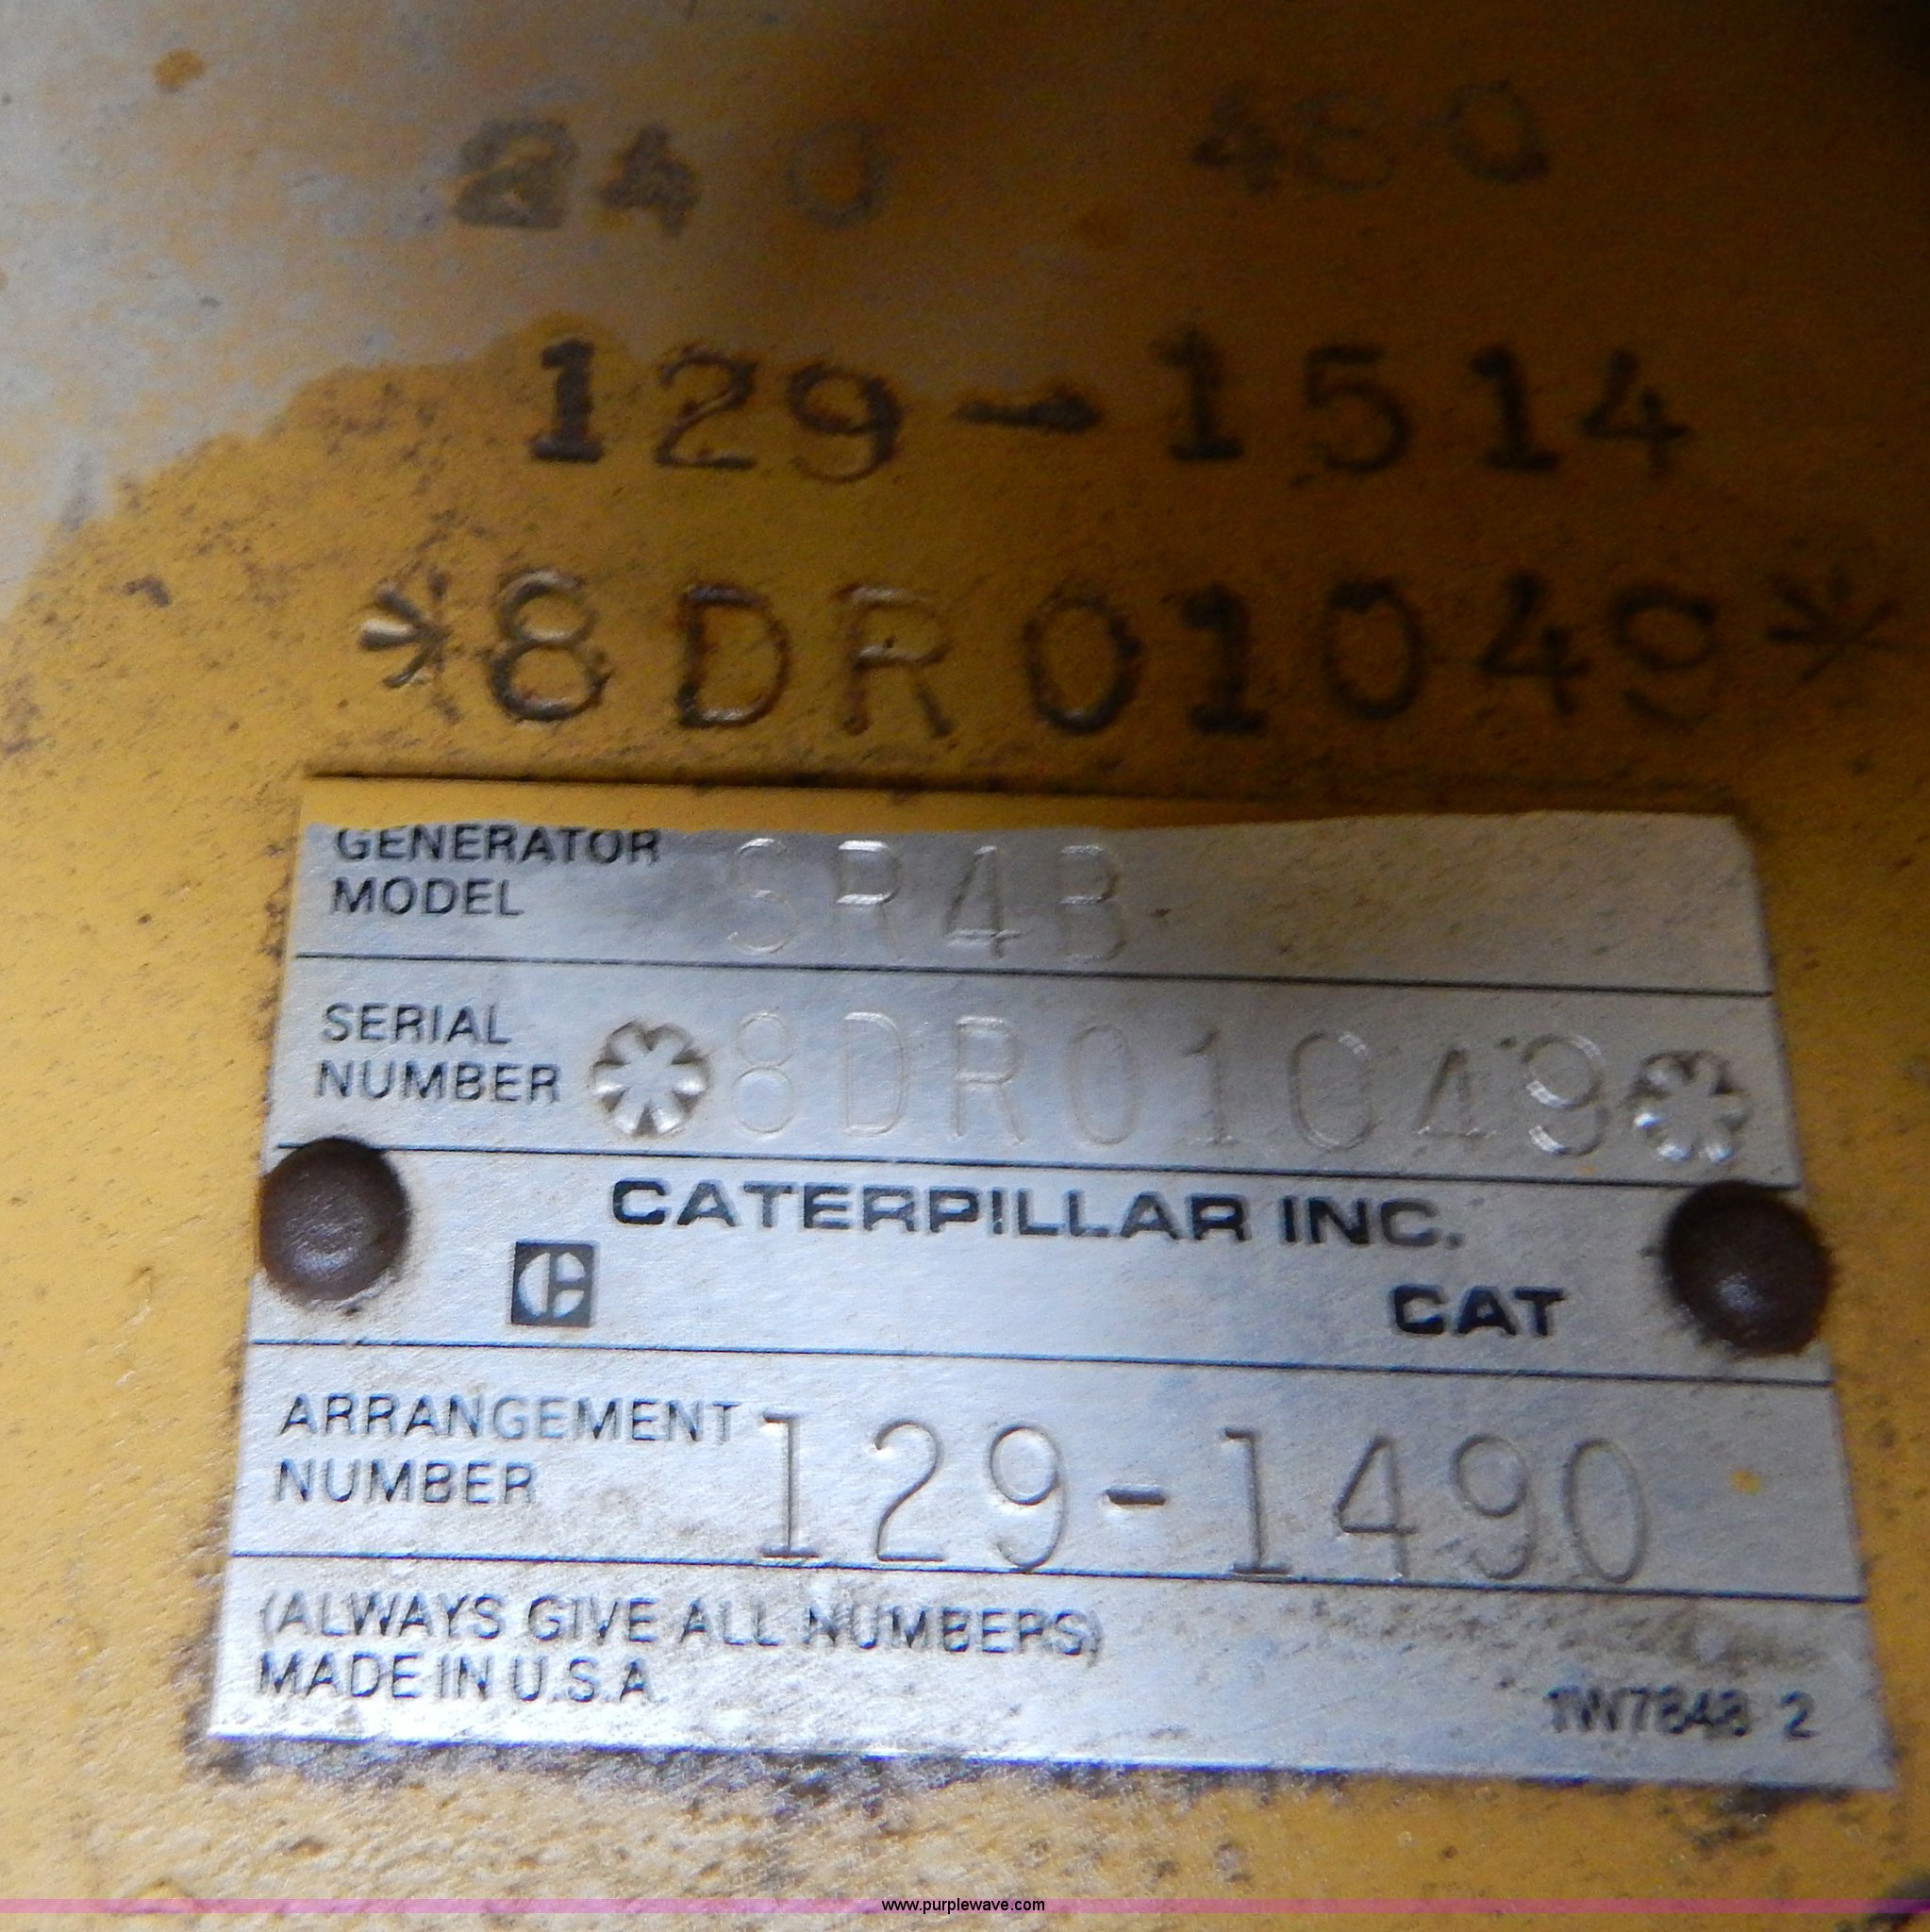 240 480
129-1514
*8DR01049*
GENERATOR
MODEL SR4B
SERIAL
NUMBER *8DR01049*
CATERPILLAR INC.
CAT
ARRANGEMENT
NUMBER 129-1490
(ALWAYS GIVE ALL NUMBERS)
MADE IN U.S.A.
1W7848 2
www.purplewave.com